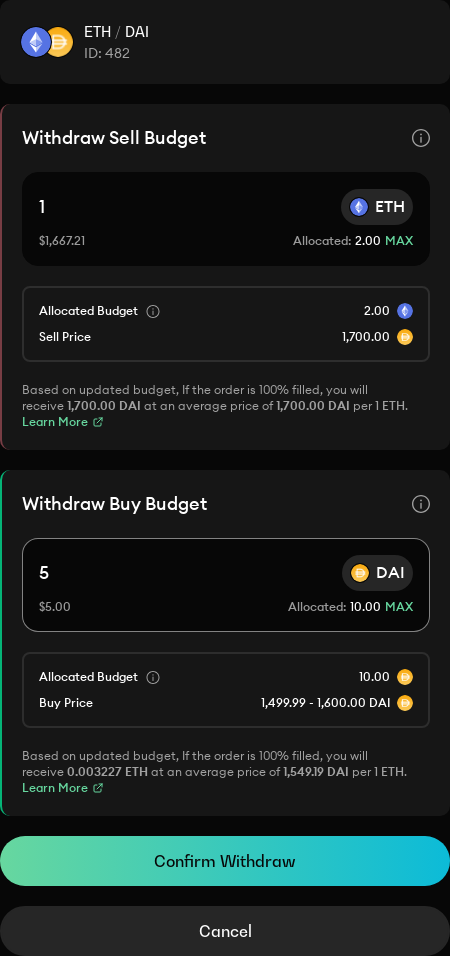 ETH / DAI
ID: 482
Withdraw Sell Budget
1 ETH
$1,667.21 Allocated: 2.00 MAX
Allocated Budget 2.00
Sell Price 1,700.00
Based on updated budget, If the order is 100% filled, you will
receive 1,700.00 DAI at an average price of 1,700.00 DAI per 1 ETH.
Learn More
Withdraw Buy Budget
5 DAI
$5.00 Allocated: 10.00 MAX
Allocated Budget 10.00
Buy Price 1,499.99 - 1,600.00 DAI
Based on updated budget, If the order is 100% filled, you will
receive 0.003227 ETH at an average price of 1,549.19 DAI per 1 ETH.
Learn More
Confirm Withdraw
Cancel